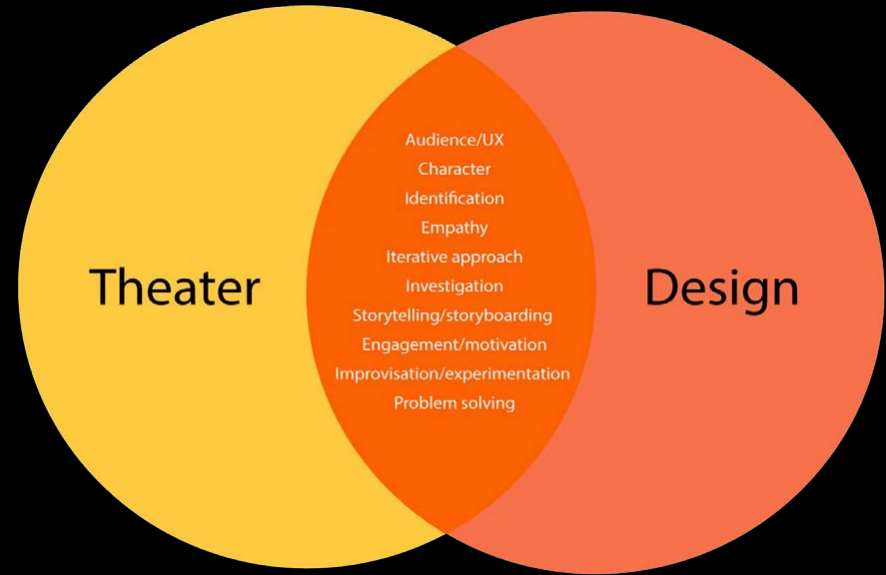 Theater
Audience/UX
Character
Identification
Empathy
Iterative approach
Investigation
Storytelling/storyboarding
Engagement/motivation
Improvisation/experimentation
Problem solving
Design